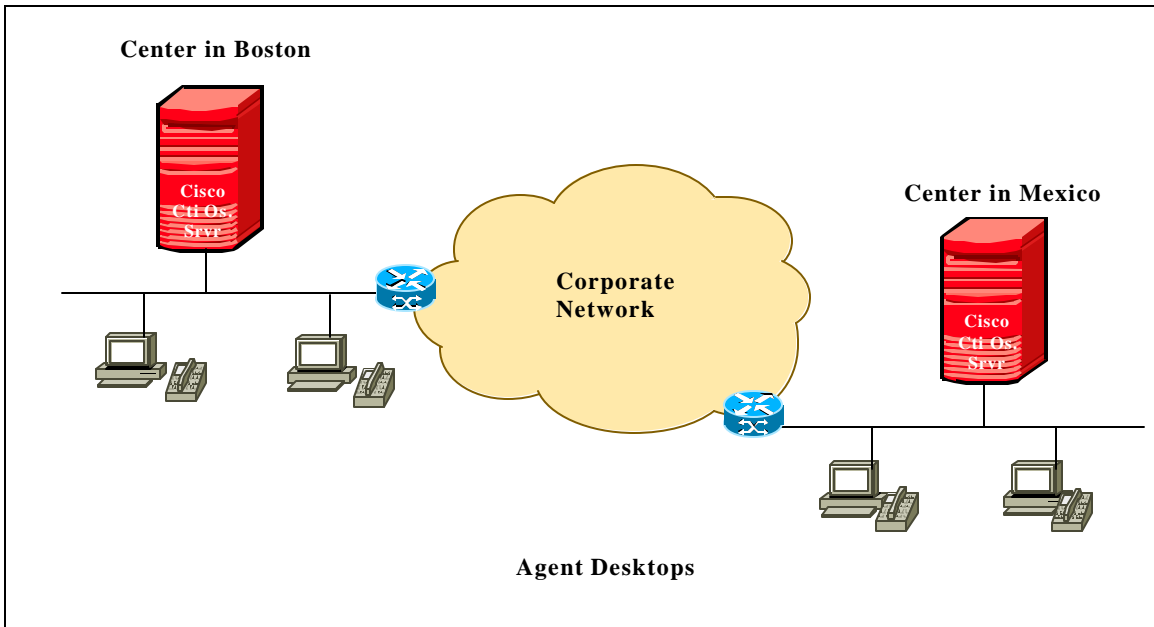 Center in Boston
Cisco
Cti Os.
Srvr
Corporate
Network
Center in Mexico
Cisco
Cti Os.
Srvr
Agent Desktops